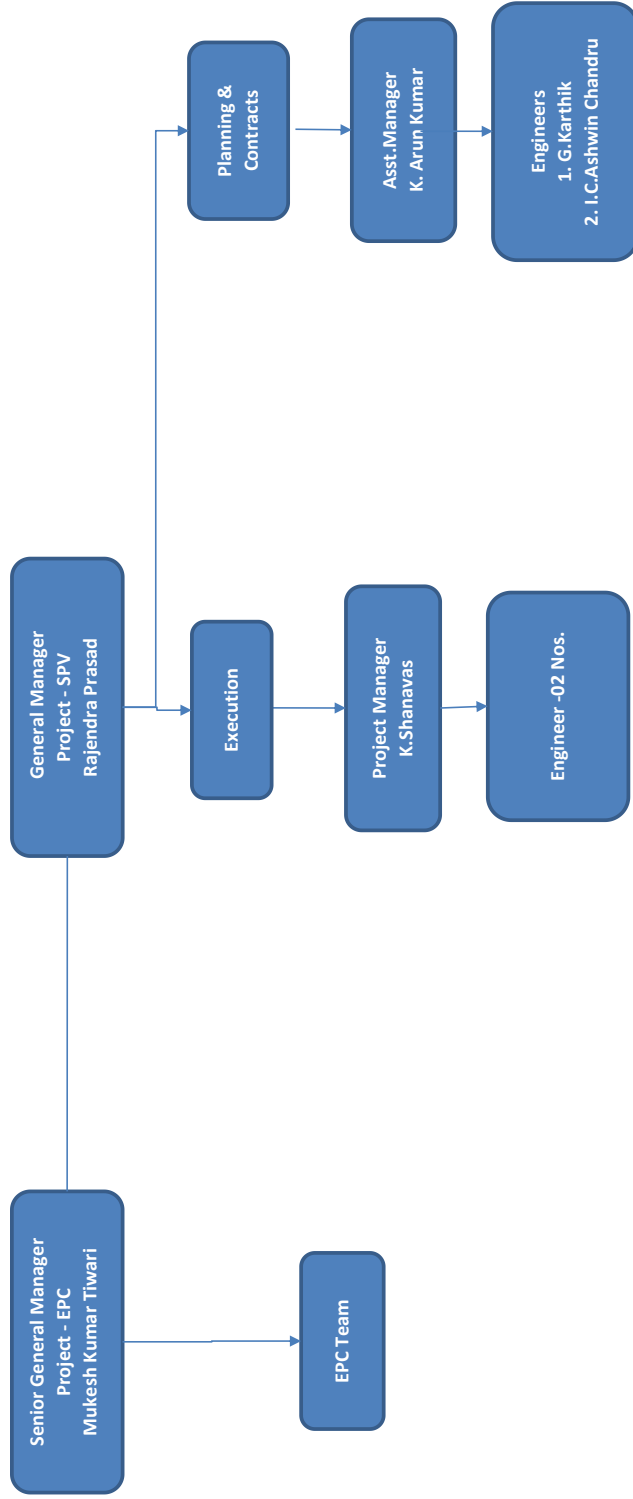 Senior General Manager
Project - EPC
Mukesh Kumar Tiwari
General Manager
Project - SPV
Rajendra Prasad
EPC Team
Execution
Planning &
Contracts
Project Manager
K.Shanavas
Asst.Manager
K. Arun Kumar
Engineer -02 Nos.
Engineers
1. G.Karthik
2. I.C.Ashwin Chandru